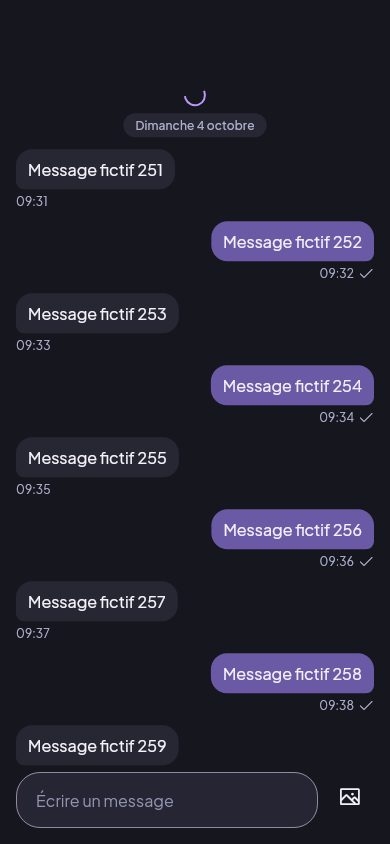 Dimanche 4 octobre
Message fictif 251
09:31
Message fictif 252
09:32
Message fictif 253
09:33
Message fictif 254
09:34
Message fictif 255
09:35
Message fictif 256
09:36
Message fictif 257
09:37
Message fictif 258
09:38
Message fictif 259
Écrire un message